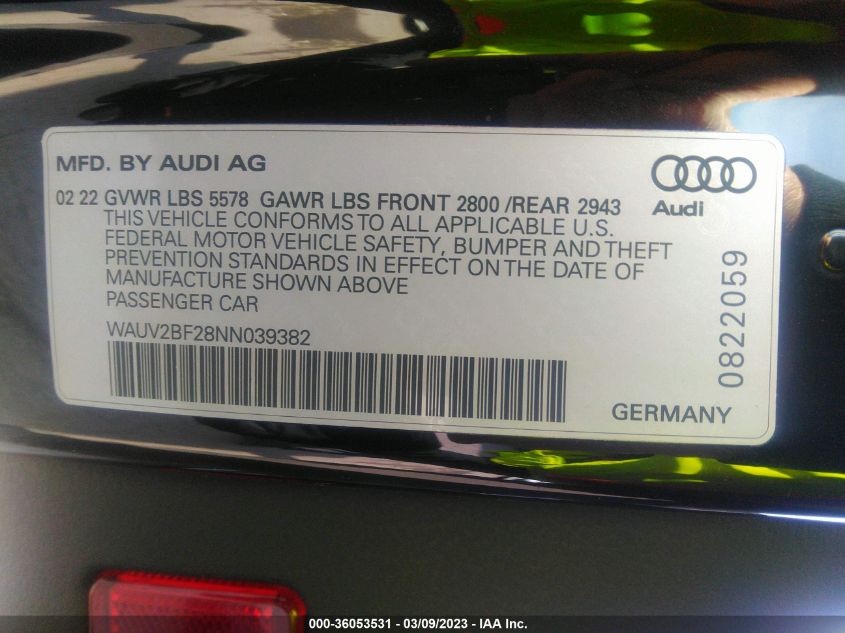 MFD. BY AUDI AG
Audi
02 22 GVWR LBS 5578 GAWR LBS FRONT 2800 /REAR 2943
THIS VEHICLE CONFORMS TO ALL APPLICABLE U.S.
FEDERAL MOTOR VEHICLE SAFETY, BUMPER AND THEFT
PREVENTION STANDARDS IN EFFECT ON THE DATE OF
MANUFACTURE SHOWN ABOVE
PASSENGER CAR
WAUV2BF28NN039382
0822059
GERMANY
000-36053531 - 03/09/2023 - IAA Inc.